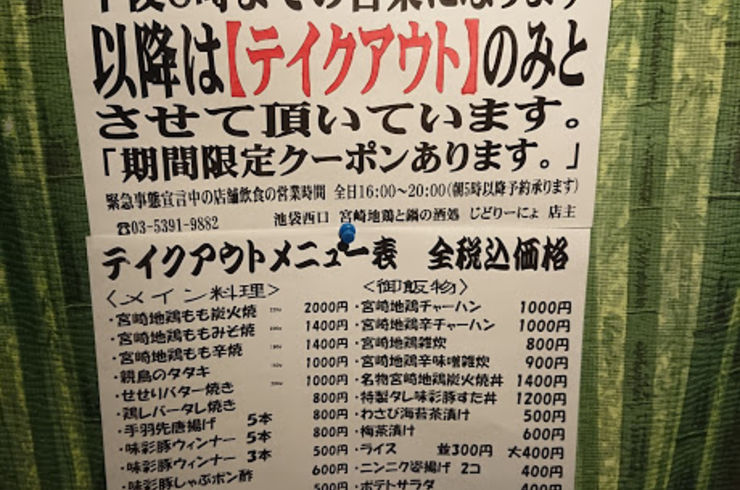 以降は【テイクアウト】のみと
させて頂いています。
「期間限定クーポンあります。」
緊急事態宣言中の店舗飲食の営業時間 全日16:00～20:00(朝5時以降予約承ります)
☎03-5391-9882 池袋西口 宮崎地鶏と鍋の酒処 じどりーにょ 店主
テイクアウトメニュー表 全税込価格
〈メイン料理〉
・宮崎地鶏もも炭火焼 2000円
・宮崎地鶏ももみそ焼 1400円
・宮崎地鶏もも辛焼 1400円
・親鳥のタタキ 1000円
・せせりバター焼き 1000円
・鶏レバータレ焼き 800円
・手羽先唐揚げ 5本 800円
・味彩豚ウィンナー 5本 800円
・味彩豚ウィンナー 3本 500円
・味彩豚しゃぶポン酢 600円
500円
〈御飯物〉
・宮崎地鶏チャーハン 1000円
・宮崎地鶏辛チャーハン 1000円
・宮崎地鶏雑炊 800円
・宮崎地鶏辛味噌雑炊 900円
・名物宮崎地鶏炭火焼丼 1400円
・特製タレ味彩豚すた丼 1200円
・わさび海苔茶漬け 500円
・梅茶漬け 600円
・ライス 並300円 大400円
・ニンニク姿揚げ 2コ 400円
・ポテトサラダ 400円